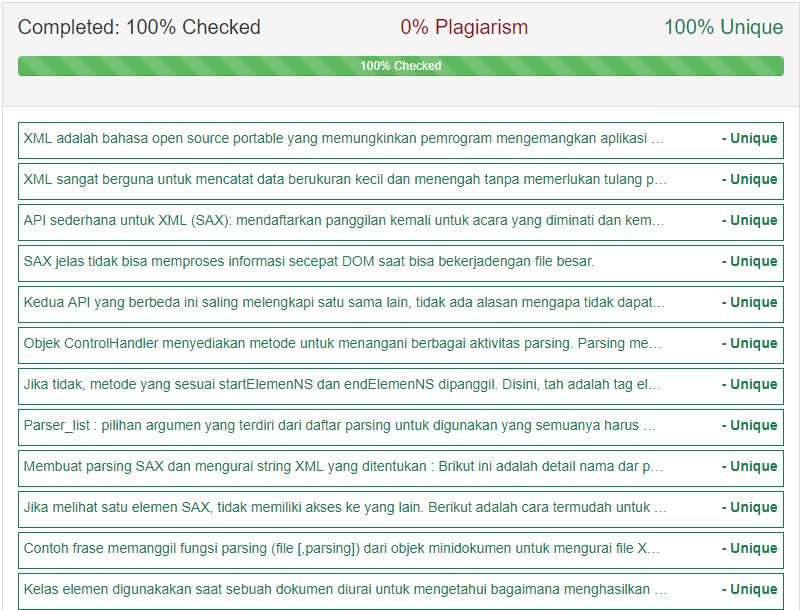 Completed: 100% Checked 0% Plagiarism 100% Unique
100% Checked
XML adalah bahasa open source portable yang memungkinkan pemrogram mengemangkan aplikasi ... - Unique
XML sangat berguna untuk mencatat data berukuran kecil dan menengah tanpa memerlukan tulang p... - Unique
API sederhana untuk XML (SAX): mendaftarkan panggilan kemali untuk acara yang diminati dan kem... - Unique
SAX jelas tidak bisa memproses informasi secepat DOM saat bisa bekerjadengan file besar. - Unique
Kedua API yang berbeda ini saling melengkapi satu sama lain, tidak ada alasan mengapa tidak dapat... - Unique
Objek ControlHandler menyediakan metode untuk menangani berbagai aktivitas parsing. Parsing me... - Unique
Jika tidak, metode yang sesuai startElemenNS dan endElemenNS dipanggil. Disini, tah adalah tag el... - Unique
Parser_list : pilihan argumen yang terdiri dari daftar parsing untuk digunakan yang semuanya harus ... - Unique
Membuat parsing SAX dan mengurai string XML yang ditentukan : Brikut ini adalah detail nama dar p... - Unique
Jika melihat satu elemen SAX, tidak memiliki akses ke yang lain. Berikut adalah cara termudah untuk ... - Unique
Contoh frase memanggil fungsi parsing (file [,parsing]) dari objek minidokumen untuk mengurai file X... - Unique
Kelas elemen digunakakan saat sebuah dokumen diurai untuk mengetahui bagaimana menghasilkan ... - Unique